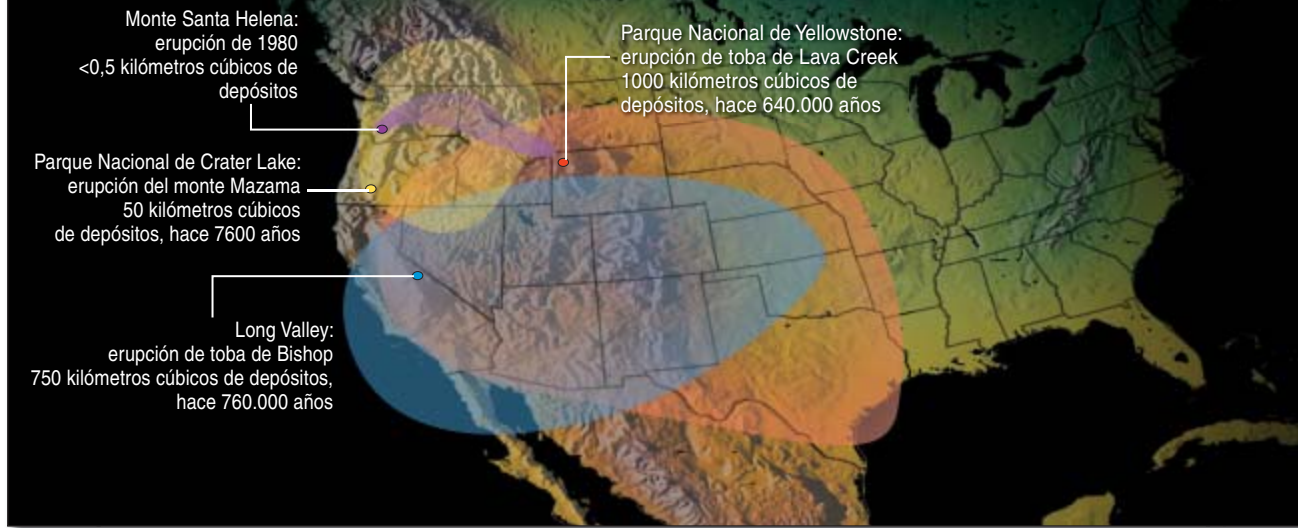 Monte Santa Helena:
erupción de 1980
<0,5 kilómetros cúbicos de
depósitos
Parque Nacional de Yellowstone:
erupción de toba de Lava Creek
1000 kilómetros cúbicos de
depósitos, hace 640.000 años
Parque Nacional de Crater Lake:
erupción del monte Mazama
50 kilómetros cúbicos
de depósitos, hace 7600 años
Long Valley:
erupción de toba de Bishop
750 kilómetros cúbicos de depósitos,
hace 760.000 años